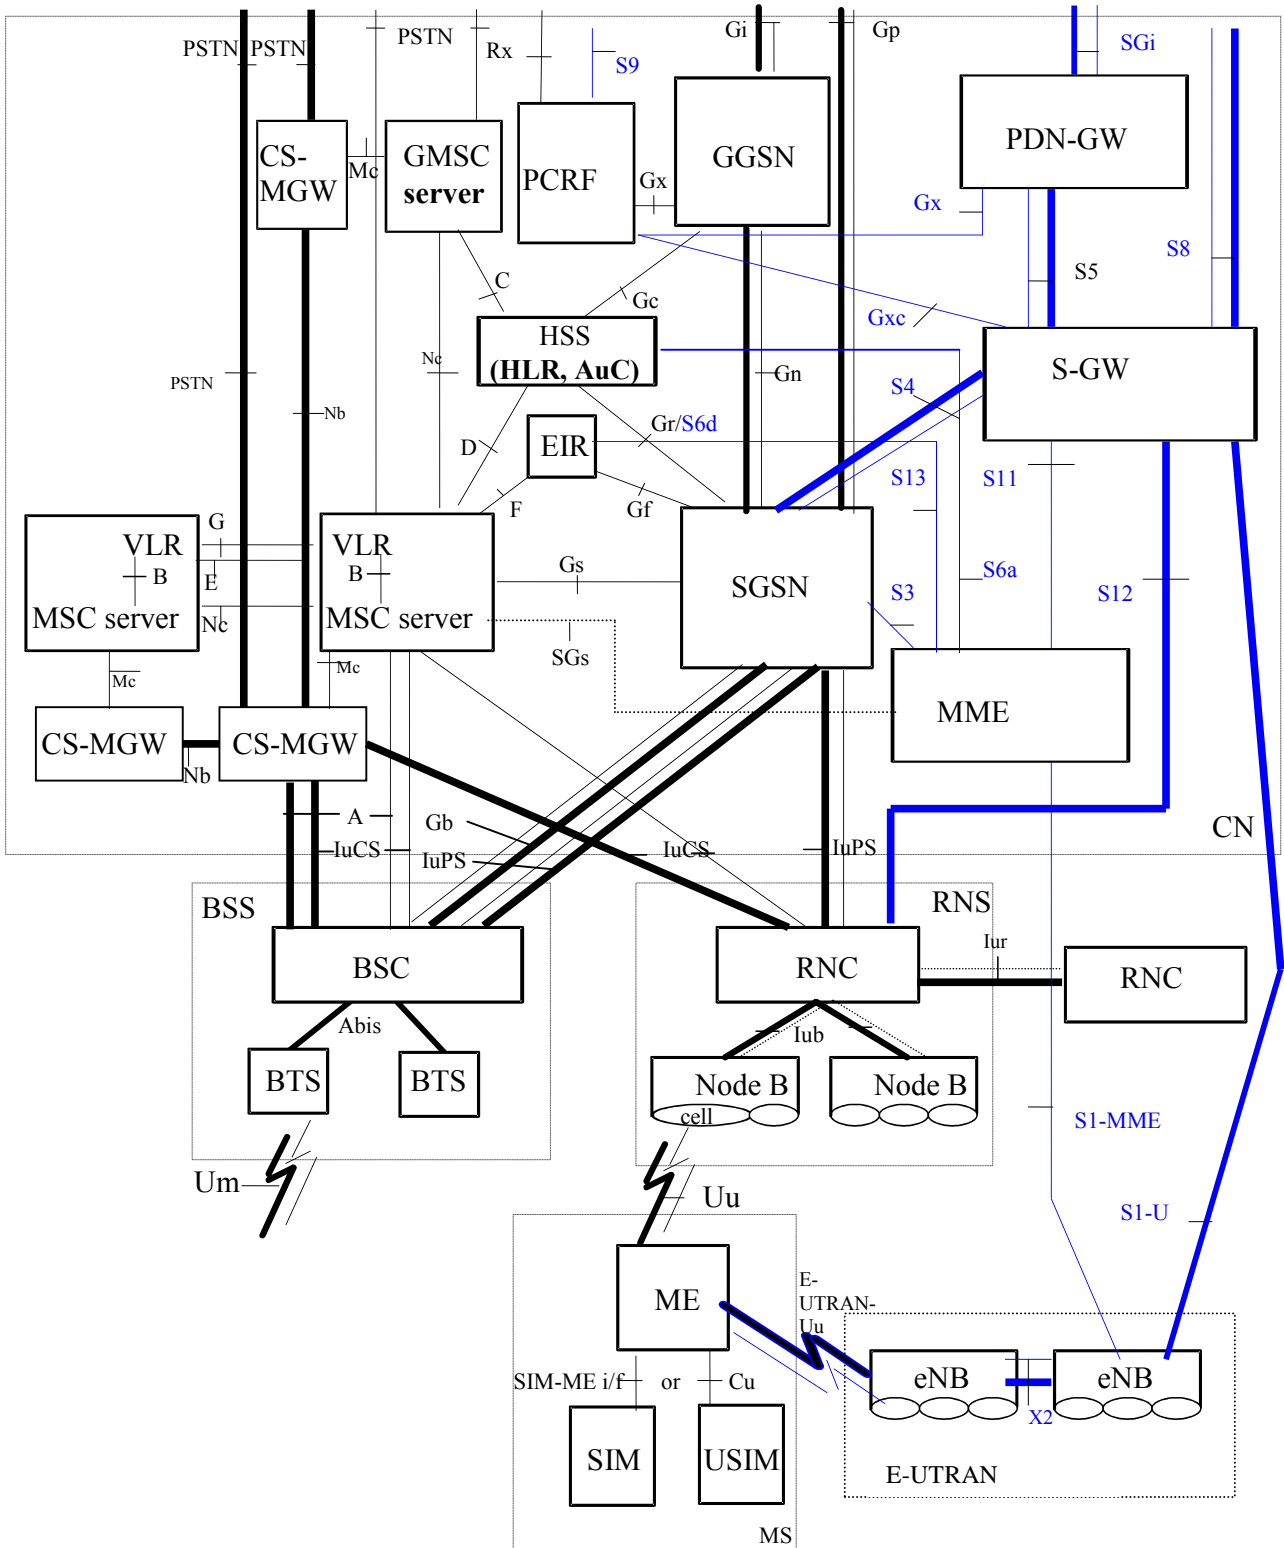 Gi
Gp
PSTN
PSTN
PSTN
Rx
S9
SGi
CS-
MGW
Mc
GMSC
server
PCRF
Gx
GGSN
PDN-GW
Gx
S8
S5
C
Gc
Gxc
HSS
(HLR, AuC)
Nc
PSTN
Gn
S-GW
S4
Nb
Gr/S6d
D
EIR
S13
S11
F
Gf
G
VLR
B
MSC server
E
Nc
VLR
B
MSC server
Gs
SGSN
S6a
S3
S12
SGs
Mc
Mc
MME
CS-MGW
Nb
CS-MGW
A
Gb
IuCS
IuPS
IuCS
IuPS
CN
BSS
RNS
BSC
RNC
Iur
RNC
Abis
Iub
BTS
BTS
Node B
cell
Node B
S1-MME
Um
Uu
S1-U
ME
E-
UTRAN-
Uu
SIM-ME i/f
or
Cu
eNB
X2
eNB
SIM
USIM
E-UTRAN
MS